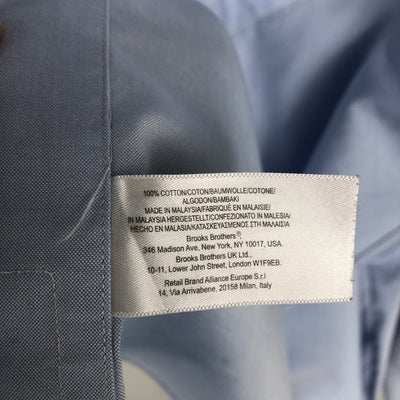 100% COTTON/COTON/BAUMWOLLE/COTONE/
ALGODON/BAMBAKI
MADE IN MALAYSIA/FABRIQUÉ EN MALAISIE/
IN MALAYSIA HERGESTELLT/CONFEZIONATO IN MALESIA/
HECHO EN MALASIA/ΚΑΤΑΣΚΕΥΑΣΜΕΝΟΣ ΣΤΗ ΜΑΛΑΙΣΙΑ
Brooks Brothers®,
346 Madison Ave, New York, NY 10017, USA.
Brooks Brothers UK Ltd.,
10-11, Lower John Street, London W1F9EB.
Retail Brand Alliance Europe S.r.l
14, Via Arrivabene, 20158 Milan, Italy